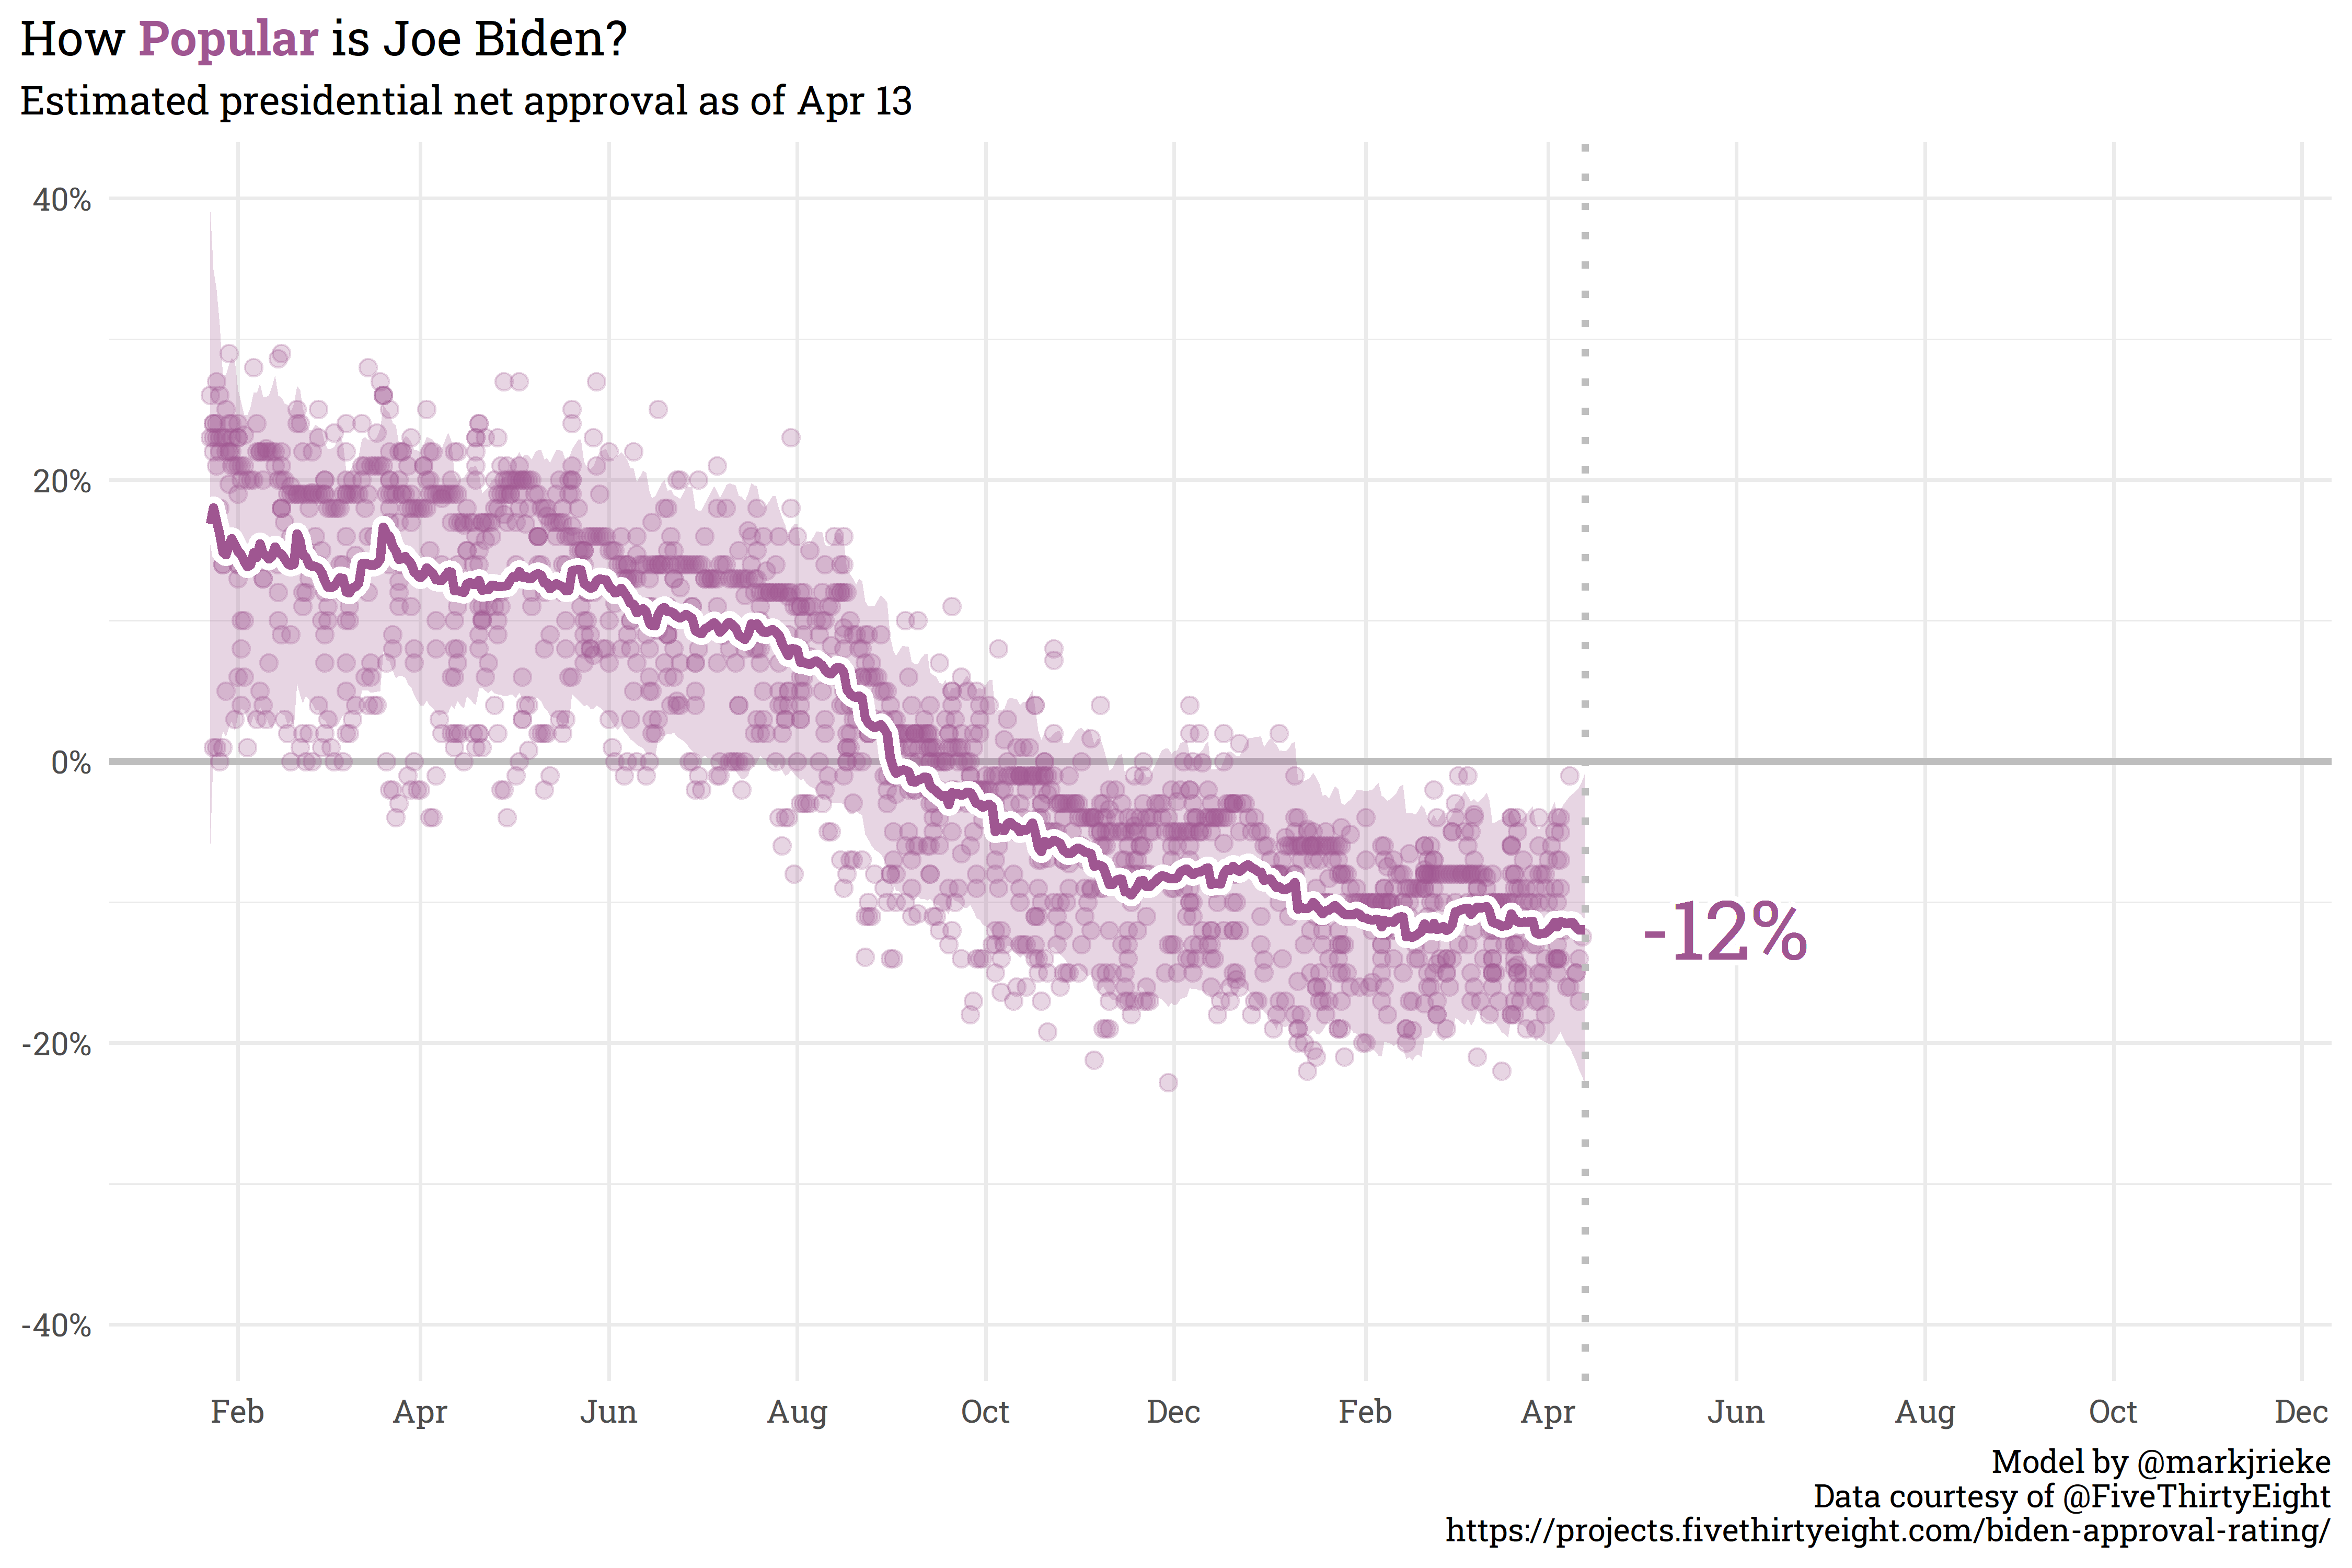 How Popular is Joe Biden?
Estimated presidential net approval as of Apr 13
40%
20%
0%
-20%
-40%
-12%
Feb Apr Jun Aug Oct Dec Feb Apr Jun Aug Oct Dec
Model by @markjrieke
Data courtesy of @FiveThirtyEight
https://projects.fivethirtyeight.com/biden-approval-rating/